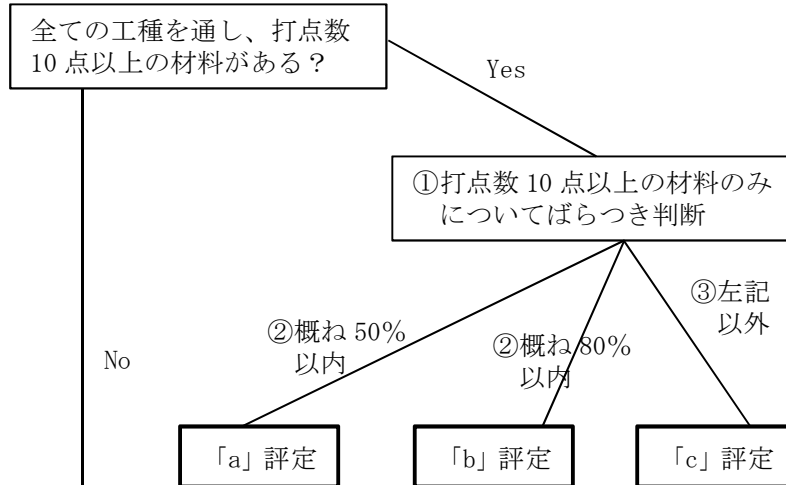 全ての工種を通し、打点数
10 点以上の材料がある？
Yes
①打点数 10 点以上の材料のみ
についてばらつき判断
③左記
以外
②概ね 50%
以内
②概ね 80%
以内
No
「a」評定
「b」評定
「c」評定